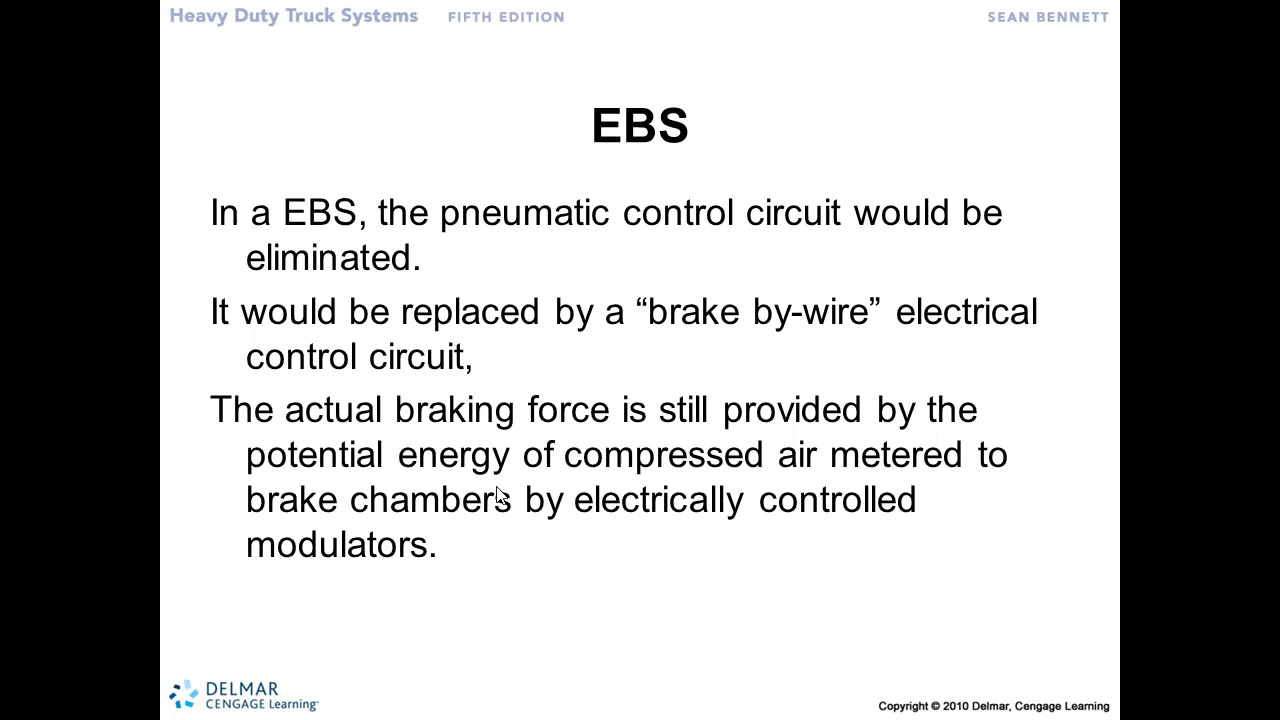 Heavy Duty Truck Systems FIFTH EDITION SEAN BENNETT
EBS
In a EBS, the pneumatic control circuit would be
eliminated.
It would be replaced by a “brake by-wire” electrical
control circuit,
The actual braking force is still provided by the
potential energy of compressed air metered to
brake chambers by electrically controlled
modulators.
DELMAR
CENGAGE Learning™
Copyright © 2010 Delmar, Cengage Learning